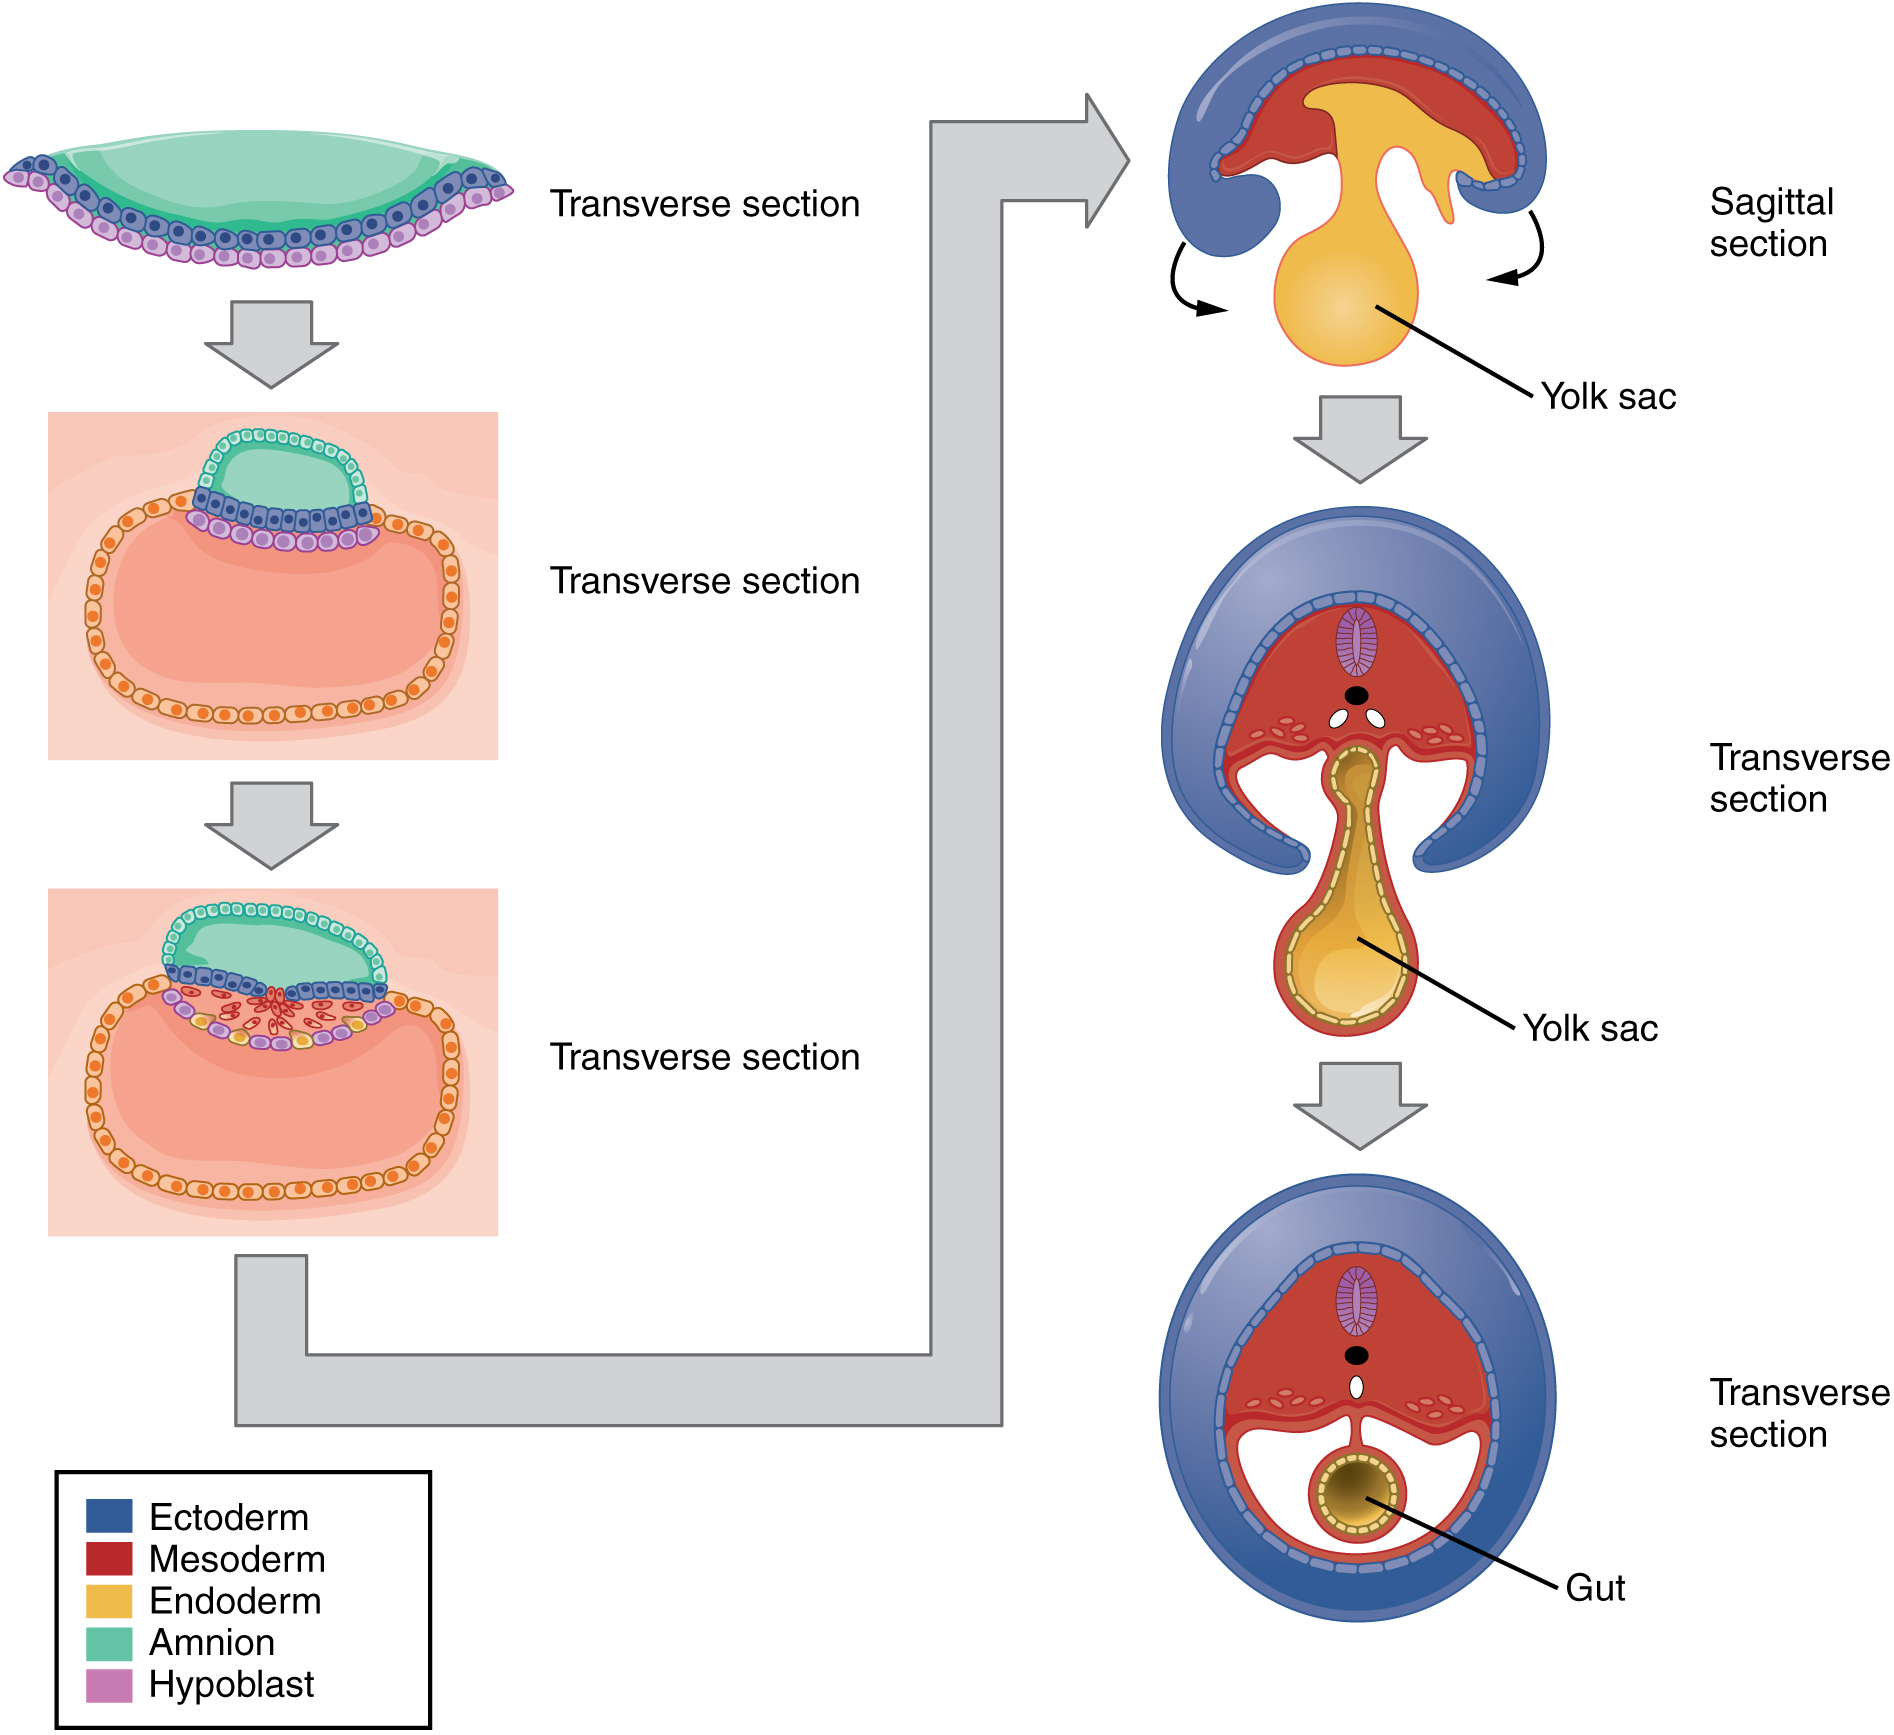 Transverse section
Transverse section
Transverse section
Sagittal
section
Yolk sac
Transverse
section
Yolk sac
Transverse
section
Gut
Ectoderm
Mesoderm
Endoderm
Amnion
Hypoblast